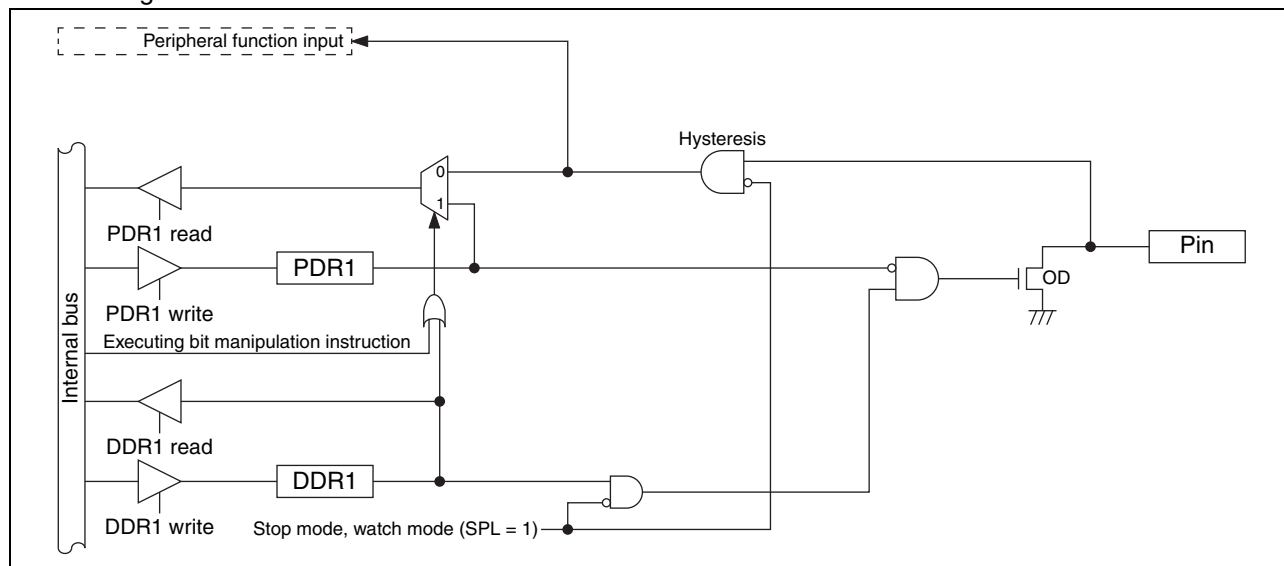 Peripheral function input
Hysteresis
0
1
PDR1 read
Pin
PDR1
OD
PDR1 write
Executing bit manipulation instruction
Internal bus
DDR1 read
DDR1
DDR1 write
Stop mode, watch mode (SPL = 1)